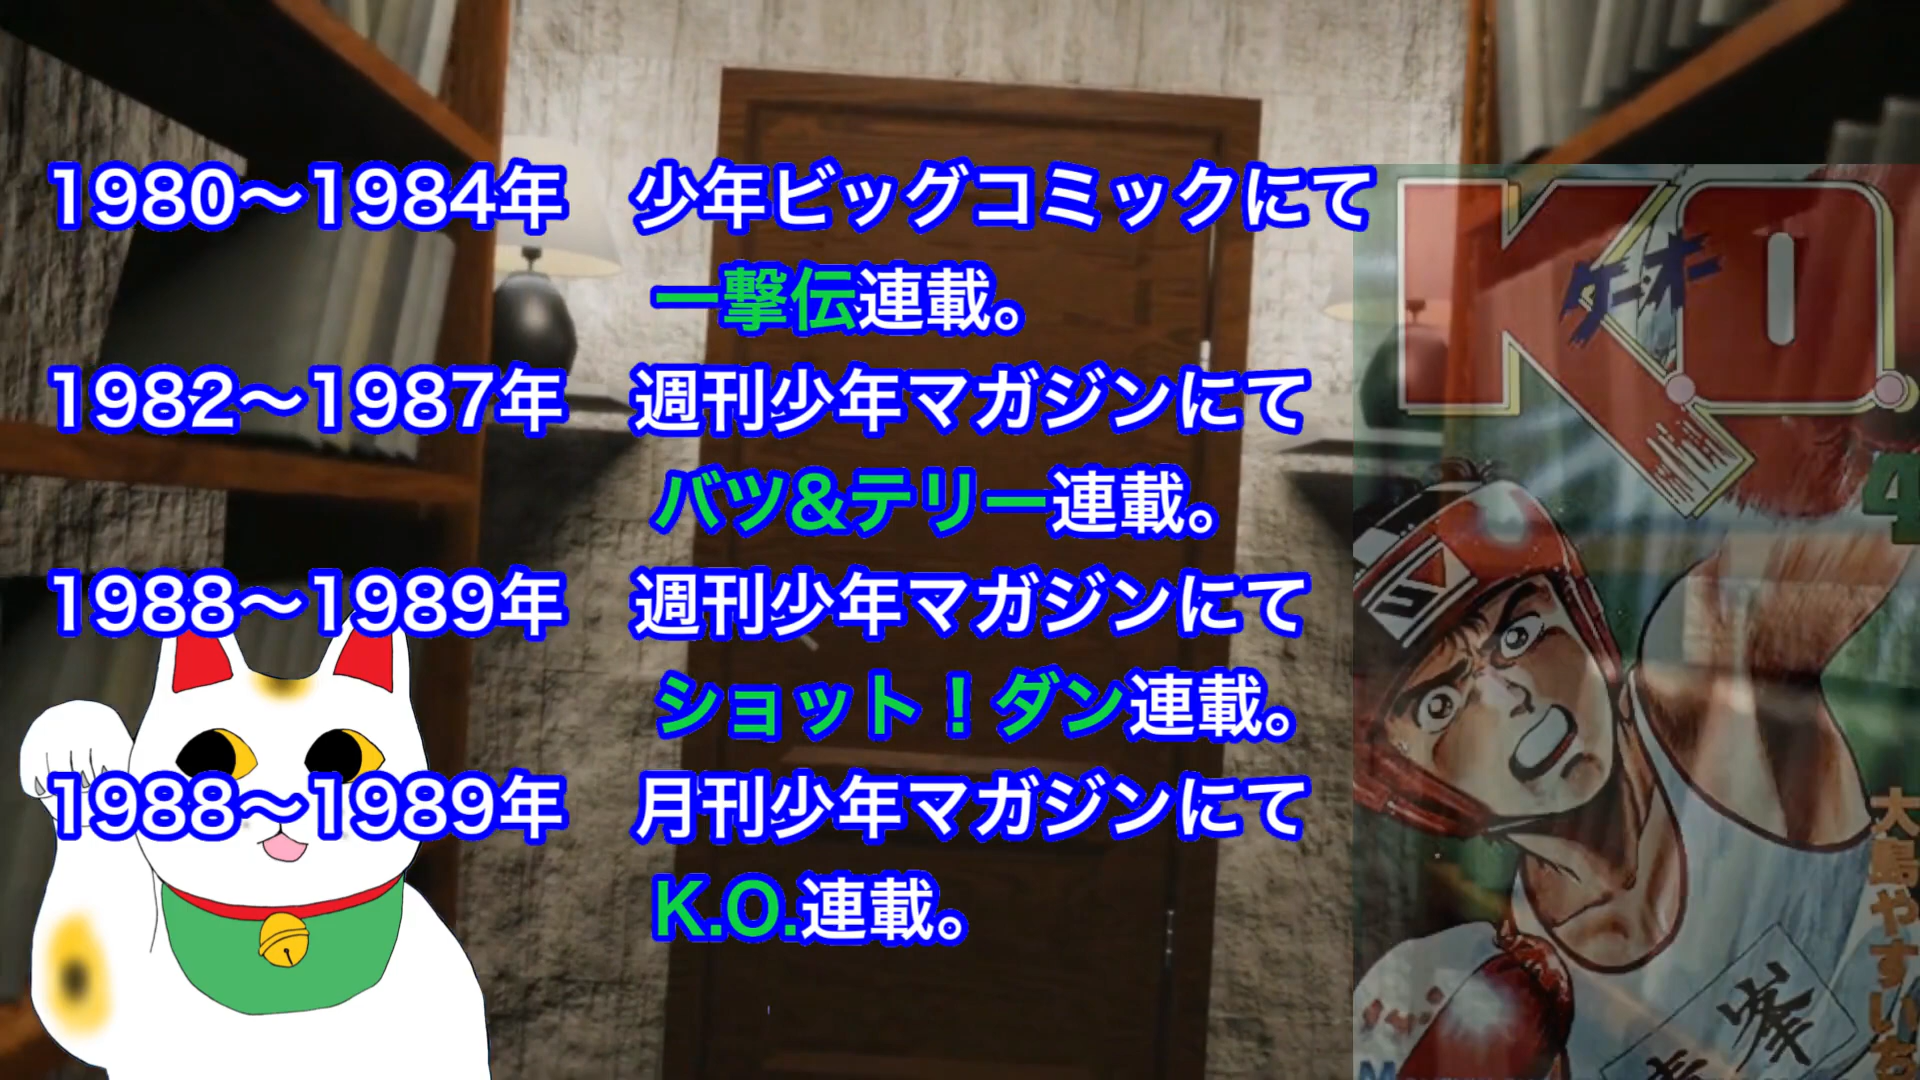 1980〜1984年　少年ビッグコミックにて
一撃伝連載。
1982〜1987年　週刊少年マガジンにて
バツ&テリー連載。
1988〜1989年　週刊少年マガジンにて
ショット！ダン連載。
1988〜1989年　月刊少年マガジンにて
K.O.連載。
K.O.
ケー・オー
4
大島やすいち
拳